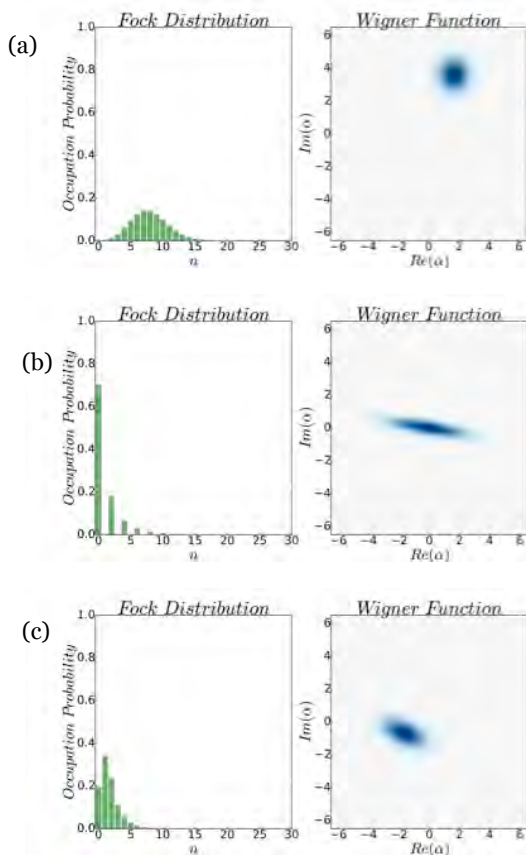 (a)
Fock Distribution
Occupation Probability
1.0
0.8
0.6
0.4
0.2
0.0
0 5 10 15 20 25 30
n
Wigner Function
Im(α)
6
4
2
0
−2
−4
−6
−6 −4 −2 0 2 4 6
Re(α)
(b)
Fock Distribution
Occupation Probability
1.0
0.8
0.6
0.4
0.2
0.0
0 5 10 15 20 25 30
n
Wigner Function
Im(α)
6
4
2
0
−2
−4
−6
−6 −4 −2 0 2 4 6
Re(α)
(c)
Fock Distribution
Occupation Probability
1.0
0.8
0.6
0.4
0.2
0.0
0 5 10 15 20 25 30
n
Wigner Function
Im(α)
6
4
2
0
−2
−4
−6
−6 −4 −2 0 2 4 6
Re(α)